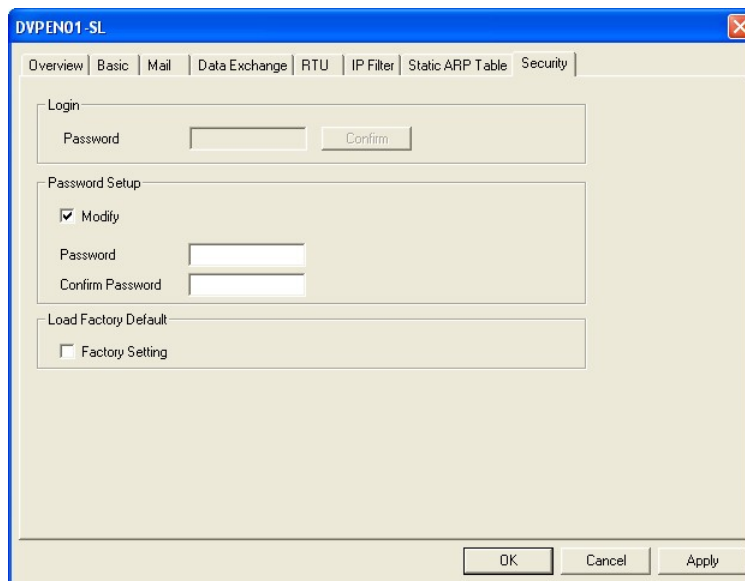 DVPEN01-SL
Overview Basic Mail Data Exchange RTU IP Filter Static ARP Table Security
Login
Password Confirm
Password Setup
Modify
Password
Confirm Password
Load Factory Default
Factory Setting
OK Cancel Apply